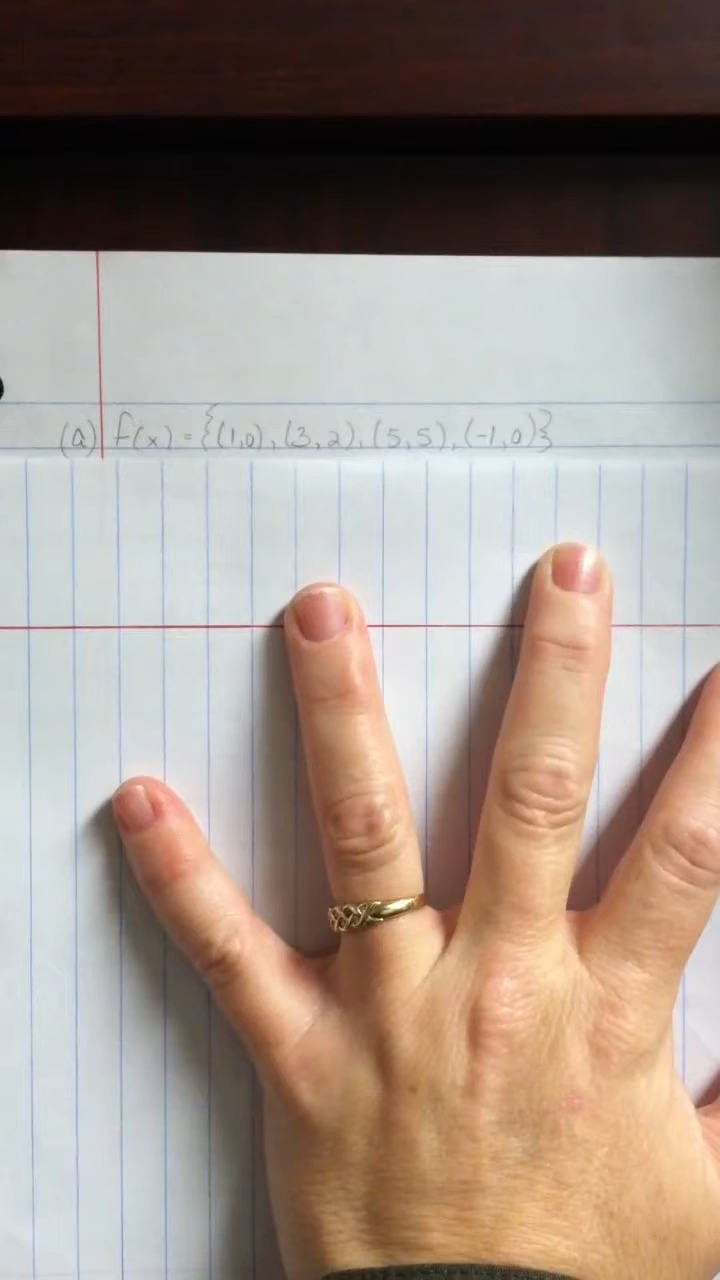 (a) f(x) = {(1,0), (3,2), (5,5), (-1,0)}